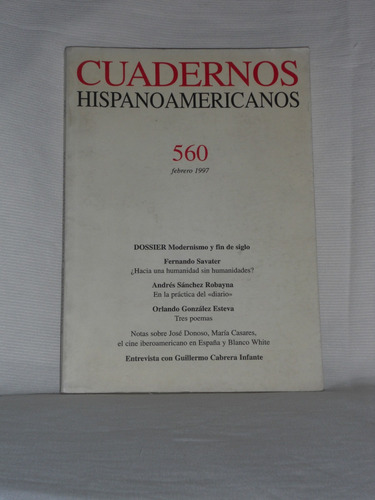 CUADERNOS
HISPANOAMERICANOS
560
febrero 1997
DOSSIER Modernismo y fin de siglo
Fernando Savater
¿Hacia una humanidad sin humanidades?
Andrés Sánchez Robayna
En la práctica del «diario»
Orlando González Esteva
Tres poemas
Notas sobre José Donoso, María Casares,
el cine iberoamericano en España y Blanco White
Entrevista con Guillermo Cabrera Infante